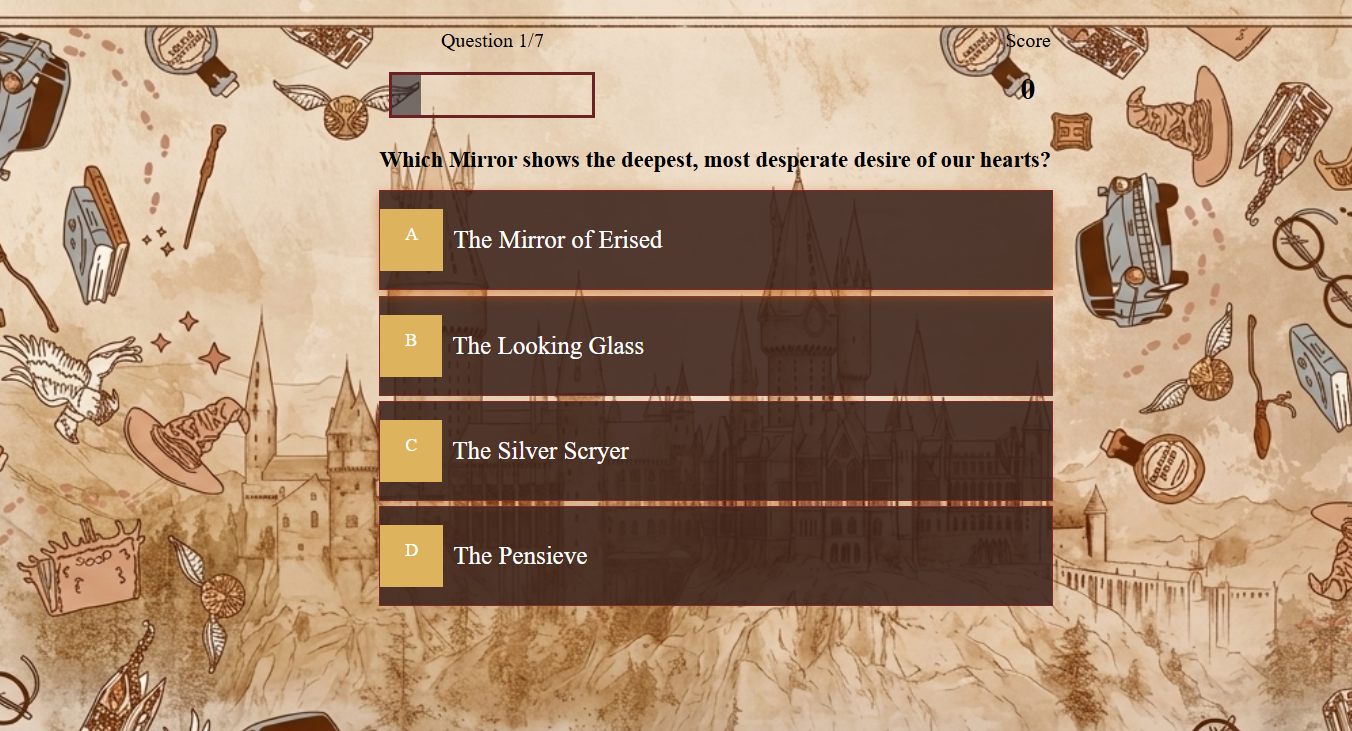 Question 1/7
Score
0
Which Mirror shows the deepest, most desperate desire of our hearts?
A
The Mirror of Erised
B
The Looking Glass
C
The Silver Scryer
D
The Pensieve